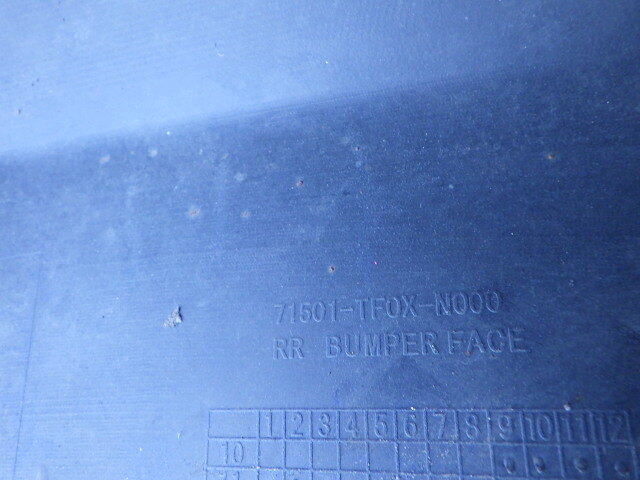 71501-TF0X-N000
RR BUMPER FACE
1 2 3 4 5 6 7 8 9 10 11 12
10